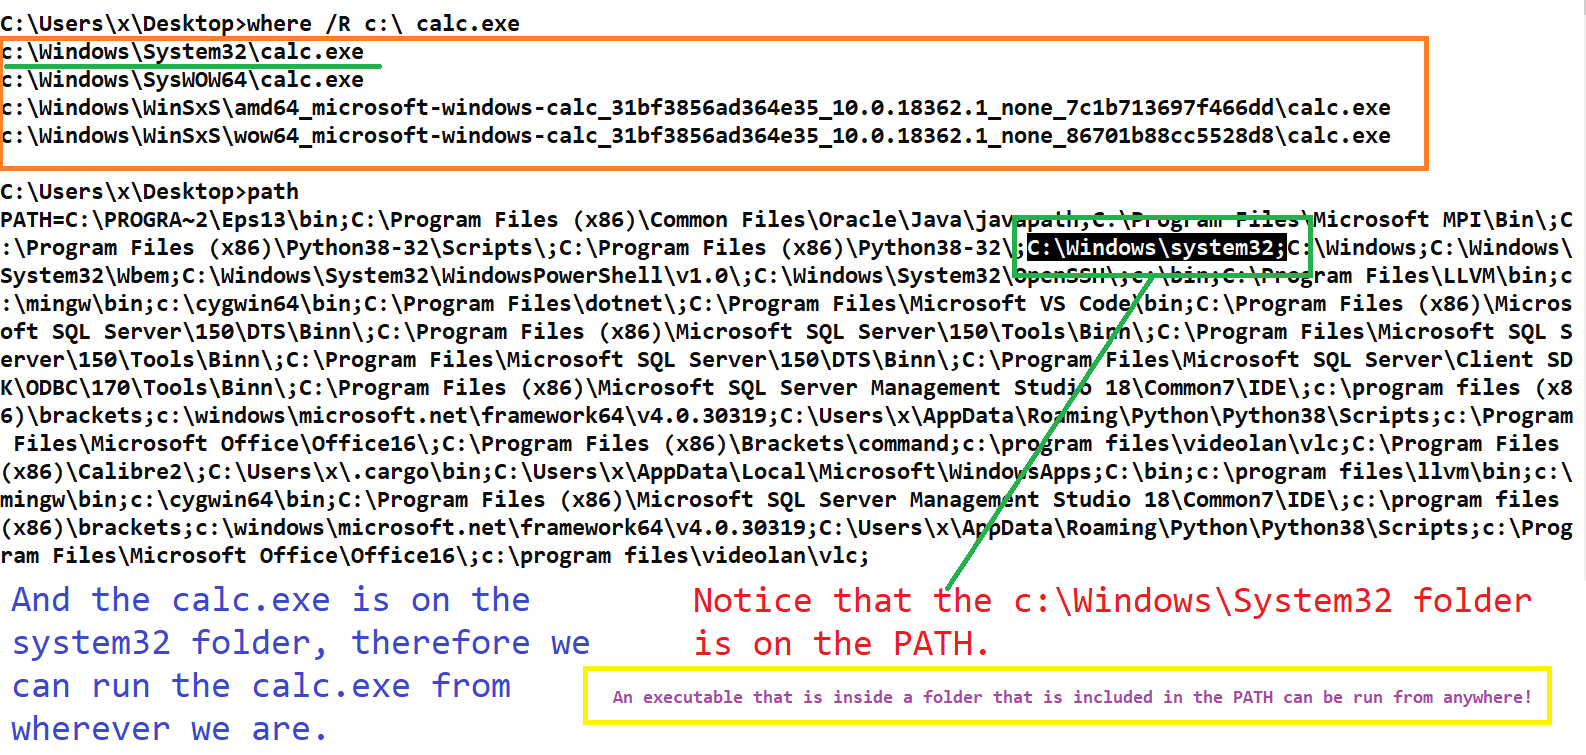 C:\Users\x\Desktop>where /R c:\ calc.exe
c:\Windows\System32\calc.exe
c:\Windows\SysWOW64\calc.exe
c:\Windows\WinSxS\amd64_microsoft-windows-calc_31bf3856ad364e35_10.0.18362.1_none_7c1b713697f466dd\calc.exe
c:\Windows\WinSxS\wow64_microsoft-windows-calc_31bf3856ad364e35_10.0.18362.1_none_86701b88cc5528d8\calc.exe
C:\Users\x\Desktop>path
PATH=C:\PROGRA~2\Eps13\bin;C:\Program Files (x86)\Common Files\Oracle\Java\javapath;C:\Program Files\Microsoft MPI\Bin\;C
:\Program Files (x86)\Python38-32\Scripts\;C:\Program Files (x86)\Python38-32\;C:\Windows\system32;C:\Windows;C:\Windows\
System32\Wbem;C:\Windows\System32\WindowsPowerShell\v1.0\;C:\Windows\System32\OpenSSH\;c:\bin;C:\Program Files\LLVM\bin;c
:\mingw\bin;c:\cygwin64\bin;C:\Program Files\dotnet\;C:\Program Files\Microsoft VS Code\bin;C:\Program Files (x86)\Micros
oft SQL Server\150\DTS\Binn\;C:\Program Files (x86)\Microsoft SQL Server\150\Tools\Binn\;C:\Program Files\Microsoft SQL S
erver\150\Tools\Binn\;C:\Program Files\Microsoft SQL Server\150\DTS\Binn\;C:\Program Files\Microsoft SQL Server\Client SD
K\ODBC\170\Tools\Binn\;C:\Program Files (x86)\Microsoft SQL Server Management Studio 18\Common7\IDE\;c:\program files (x8
6)\brackets;c:\windows\microsoft.net\framework64\v4.0.30319;C:\Users\x\AppData\Roaming\Python\Python38\Scripts;c:\Program
 Files\Microsoft Office\Office16\;C:\Program Files (x86)\Brackets\command;c:\program files\videolan\vlc;C:\Program Files
(x86)\Calibre2\;C:\Users\x\.cargo\bin;C:\Users\x\AppData\Local\Microsoft\WindowsApps;C:\bin;c:\program files\llvm\bin;c:\
mingw\bin;c:\cygwin64\bin;C:\Program Files (x86)\Microsoft SQL Server Management Studio 18\Common7\IDE\;c:\program files
(x86)\brackets;c:\windows\microsoft.net\framework64\v4.0.30319;C:\Users\x\AppData\Roaming\Python\Python38\Scripts;c:\Prog
ram Files\Microsoft Office\Office16\;c:\program files\videolan\vlc;
And the calc.exe is on the
system32 folder, therefore we
can run the calc.exe from
wherever we are.
Notice that the c:\Windows\System32 folder
is on the PATH.
An executable that is inside a folder that is included in the PATH can be run from anywhere!